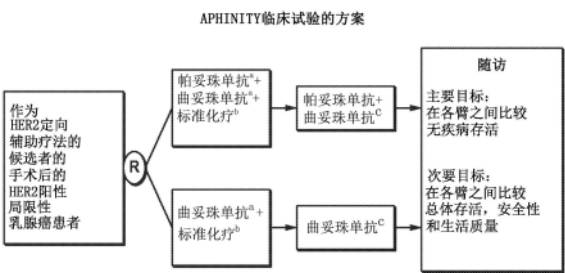 APHINITY临床试验的方案
作为
HER2定向
辅助疗法的
候选者的
手术后的
HER2阳性
局限性
乳腺癌患者
R
帕妥珠单抗a+
曲妥珠单抗a+
标准化疗b
帕妥珠单抗+
曲妥珠单抗C
曲妥珠单抗a+
标准化疗b
曲妥珠单抗C
随访
主要目标：
在各臂之间比较
无疾病存活
次要目标：
在各臂之间比较
总体存活，安全性
和生活质量